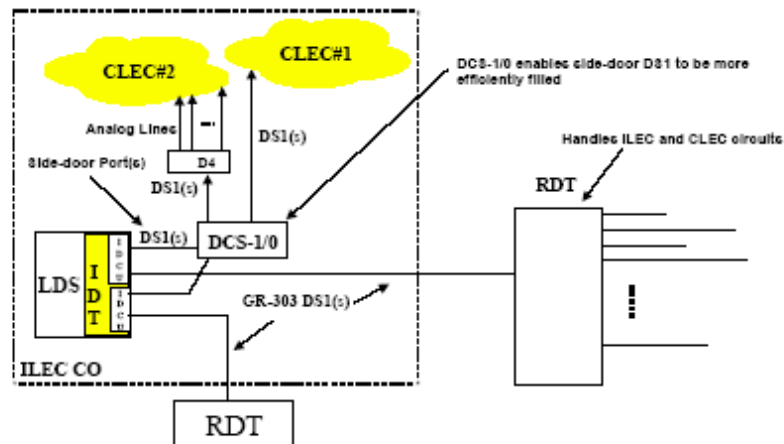 CLEC#1
CLEC#2
DCS-1/0 enables side-door DS1 to be more
efficiently filled
Analog Lines
DS1(s)
Handles ILEC and CLEC circuits
Side-door Port(s)
D4
DS1(s)
RDT
DS1(s)
DCS-1/0
LDS
IDT
IDCU
IDCU
GR-303 DS1(s)
ILEC CO
RDT